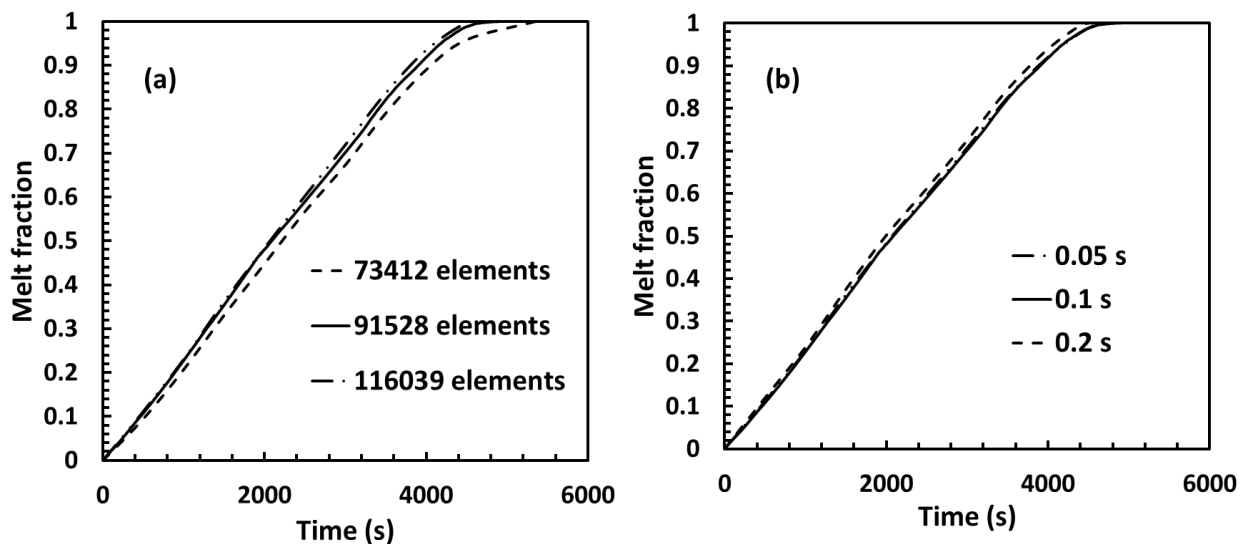 (a)
Melt fraction
1
0.9
0.8
0.7
0.6
0.5
0.4
0.3
0.2
0.1
0
73412 elements
91528 elements
116039 elements
0 2000 4000 6000
Time (s)
(b)
Melt fraction
1
0.9
0.8
0.7
0.6
0.5
0.4
0.3
0.2
0.1
0
0.05 s
0.1 s
0.2 s
0 2000 4000 6000
Time (s)